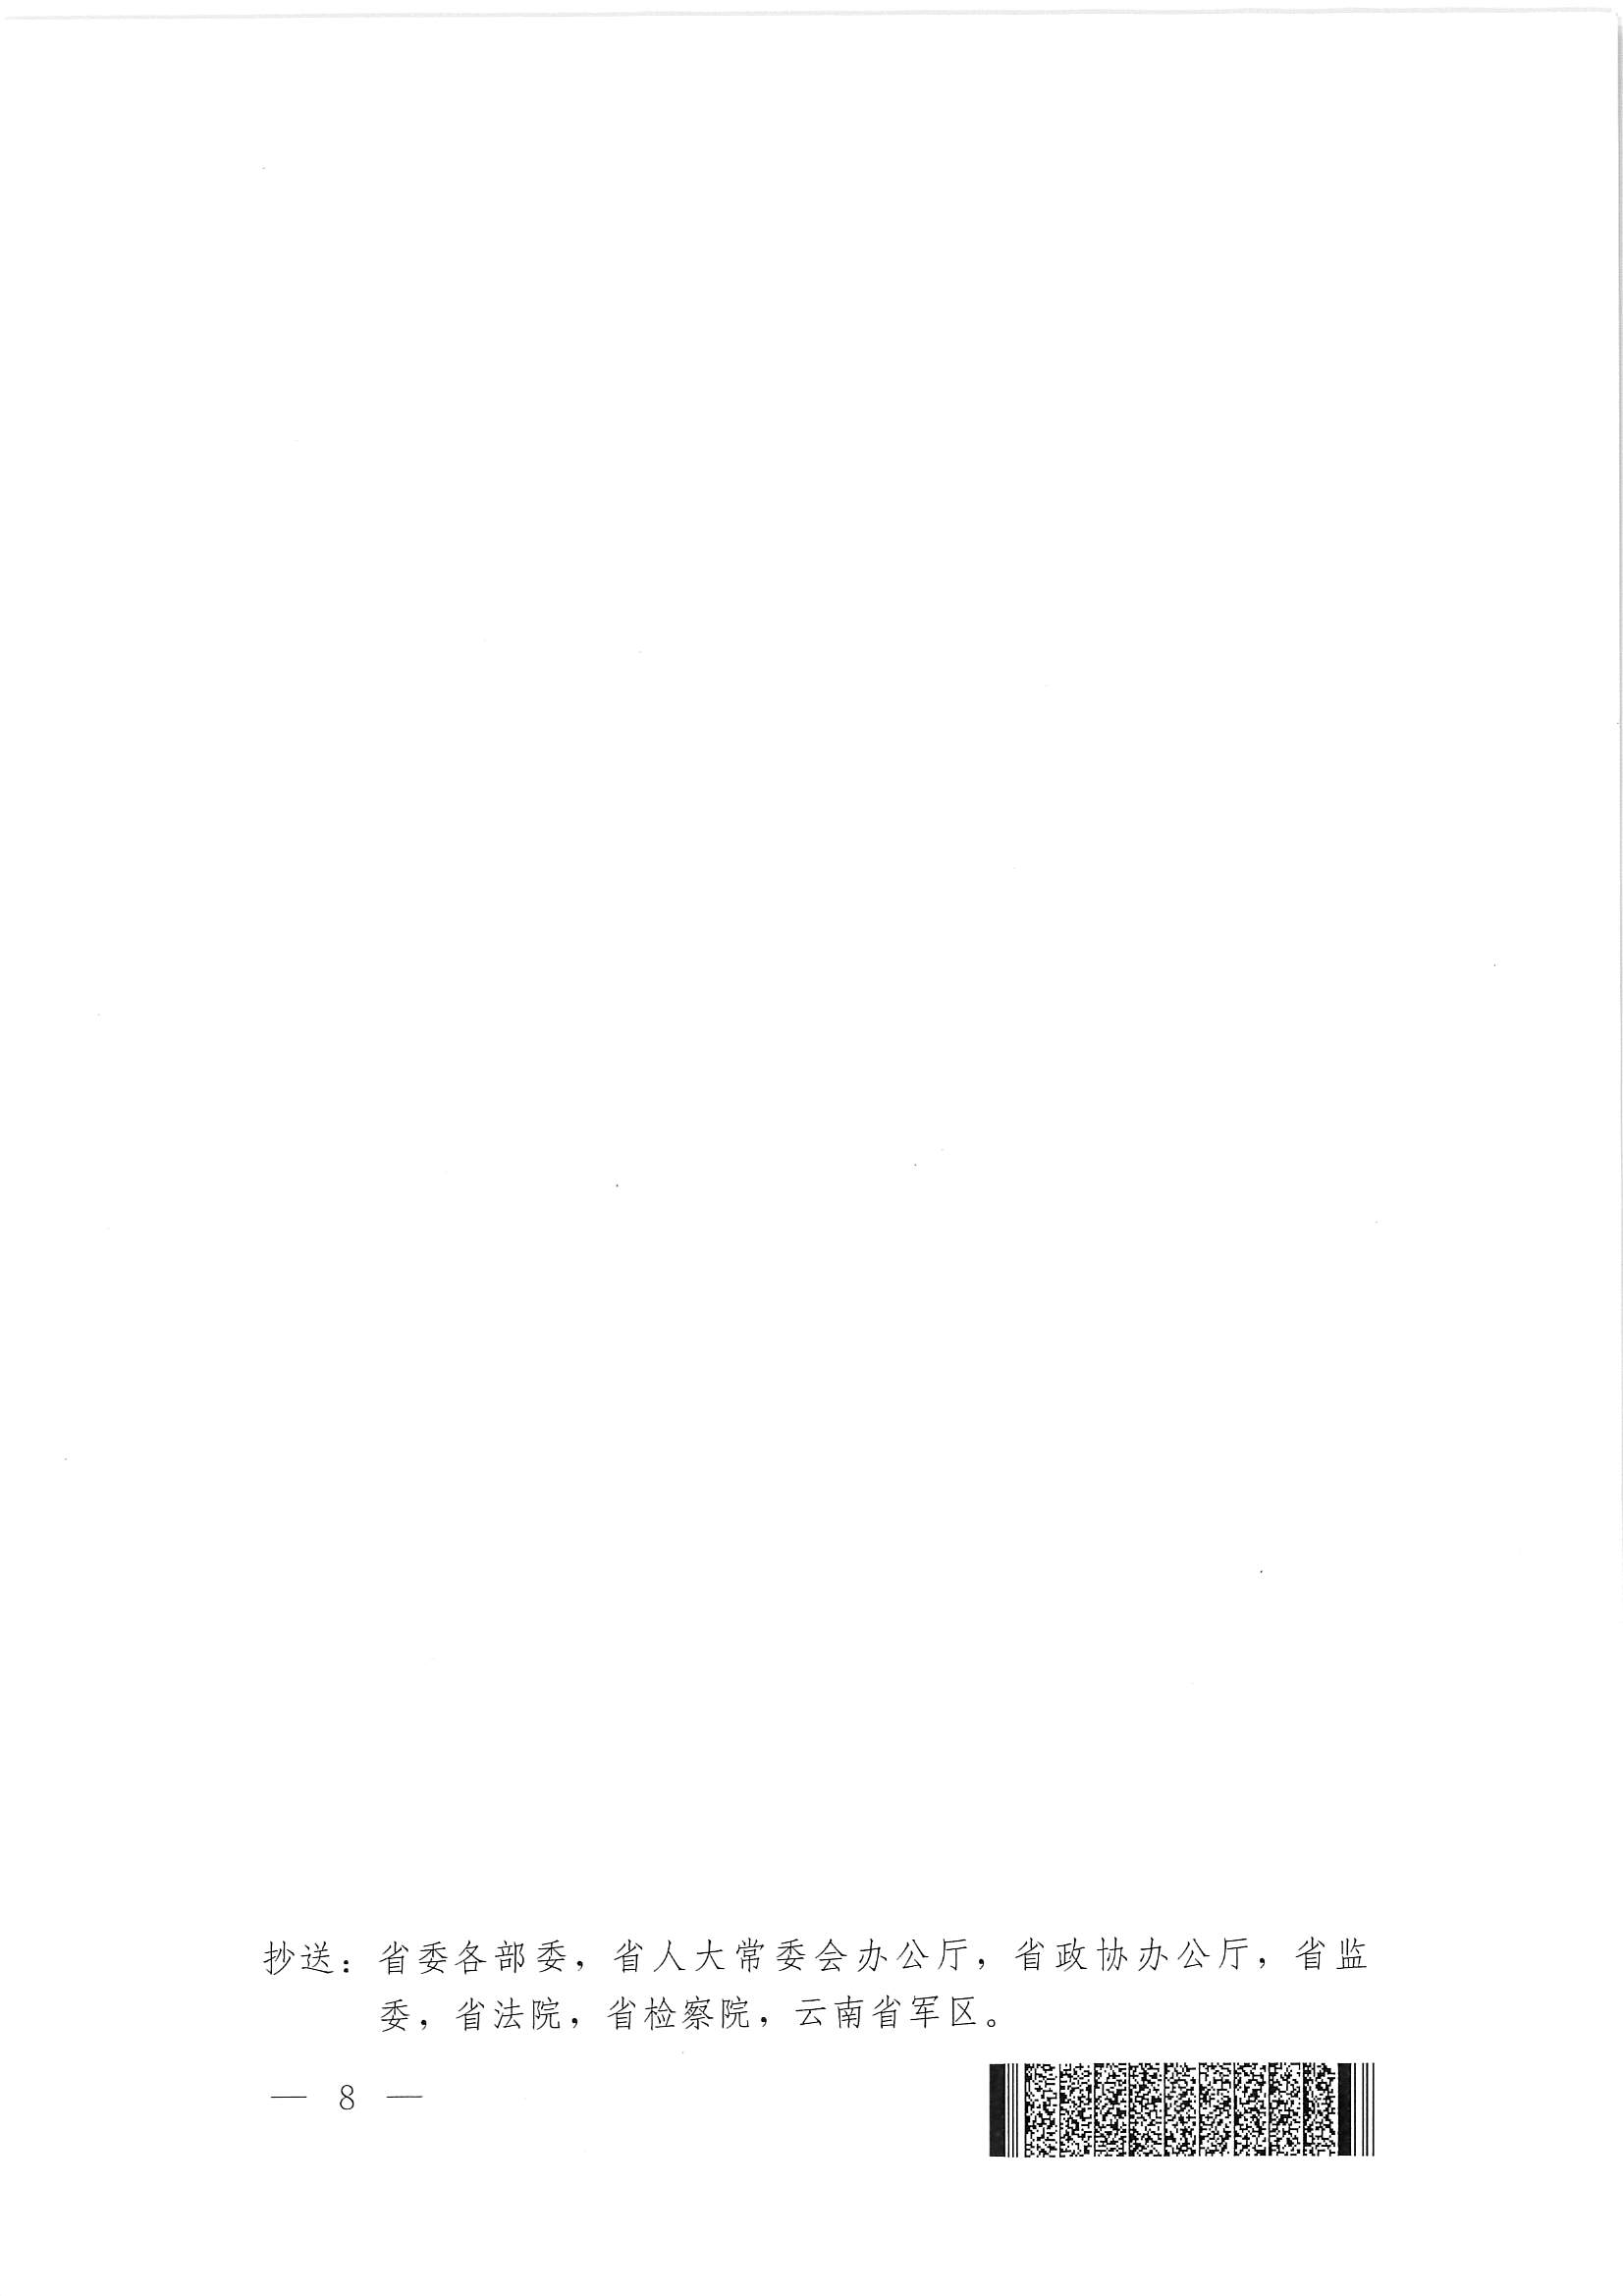 抄送：省委各部委，省人大常委会办公厅，省政协办公厅，省监
委，省法院，省检察院，云南省军区。
— 8 —